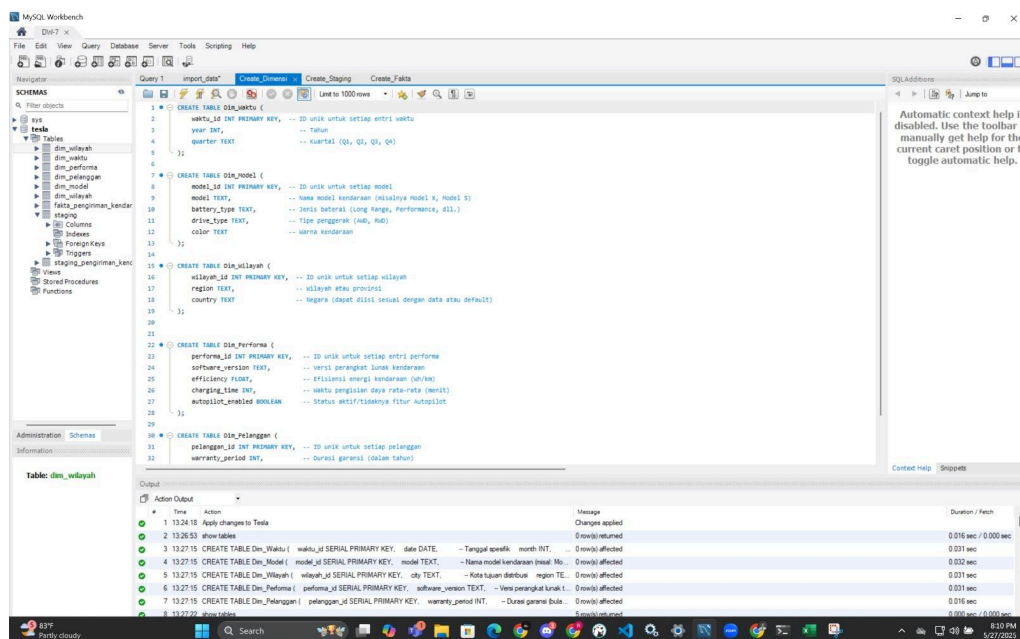 MySQL Workbench
DW-7
File Edit View Query Database Server Tools Scripting Help
Navigator
SCHEMAS
Filter objects
sys
tesla
Tables
dim_wilayah
dim_waktu
dim_performa
dim_pelanggan
dim_model
dim_wilayah
fakta_pengiriman_kendar
staging
Columns
Indexes
Foreign Keys
Triggers
staging_pengiriman_kend
Views
Stored Procedures
Functions
Administration Schemas
Information
Table: dim_wilayah
Query 1 import_data* Create_Dimensi Create_Staging Create_Fakta
Limit to 1000 rows
1 CREATE TABLE Dim_Waktu (
2 waktu_id INT PRIMARY KEY, -- ID unik untuk setiap entri waktu
3 year INT, -- Tahun
4 quarter TEXT -- Kuartal (Q1, Q2, Q3, Q4)
5 );
6
7 CREATE TABLE Dim_Model (
8 model_id INT PRIMARY KEY, -- ID unik untuk setiap model
9 model TEXT, -- Nama model kendaraan (misalnya Model X, Model S)
10 battery_type TEXT, -- Jenis baterai (Long Range, Performance, dll.)
11 drive_type TEXT, -- Tipe penggerak (AWD, RWD)
12 color TEXT -- Warna kendaraan
13 );
14
15 CREATE TABLE Dim_Wilayah (
16 wilayah_id INT PRIMARY KEY, -- ID unik untuk setiap wilayah
17 region TEXT, -- Wilayah atau provinsi
18 country TEXT -- Negara (dapat diisi sesuai dengan data atau default)
19 );
20
21
22 CREATE TABLE Dim_Performa (
23 performa_id INT PRIMARY KEY, -- ID unik untuk setiap entri performa
24 software_version TEXT, -- Versi perangkat lunak kendaraan
25 efficiency FLOAT, -- Efisiensi energi kendaraan (Wh/km)
26 charging_time INT, -- Waktu pengisian daya rata-rata (menit)
27 autopilot_enabled BOOLEAN -- Status aktif/tidaknya fitur Autopilot
28 );
29
30 CREATE TABLE Dim_Pelanggan (
31 pelanggan_id INT PRIMARY KEY, -- ID unik untuk setiap pelanggan
32 warranty_period INT, -- Durasi garansi (dalam tahun)
SQLAdditions
Jump to
Automatic context help i
disabled. Use the toolbar
manually get help for the
current caret position or t
toggle automatic help.
Context Help Snippets
Output
Action Output
# Time Action Message Duration / Fetch
1 13:24:18 Apply changes to Tesla Changes applied
2 13:26:53 show tables 0 row(s) returned 0.016 sec / 0.000 sec
3 13:27:15 CREATE TABLE Dim_Waktu ( waktu_id SERIAL PRIMARY KEY, date DATE, -- Tanggal spesifik month INT, ... 0 row(s) affected 0.031 sec
4 13:27:15 CREATE TABLE Dim_Model ( model_id SERIAL PRIMARY KEY, model TEXT, -- Nama model kendaraan (misal: Mo... 0 row(s) affected 0.032 sec
5 13:27:15 CREATE TABLE Dim_Wilayah ( wilayah_id SERIAL PRIMARY KEY, city TEXT, -- Kota tujuan distribusi region TE... 0 row(s) affected 0.031 sec
6 13:27:15 CREATE TABLE Dim_Performa ( performa_id SERIAL PRIMARY KEY, software_version TEXT, -- Versi perangkat lunak t... 0 row(s) affected 0.031 sec
7 13:27:15 CREATE TABLE Dim_Pelanggan ( pelanggan_id SERIAL PRIMARY KEY, warranty_period INT, -- Durasi garansi (bula... 0 row(s) affected 0.016 sec
8 13:27:22 show tables 5 row(s) returned 0.000 sec / 0.000 sec
83°F
Partly cloudy
Search
8:10 PM
5/27/2025